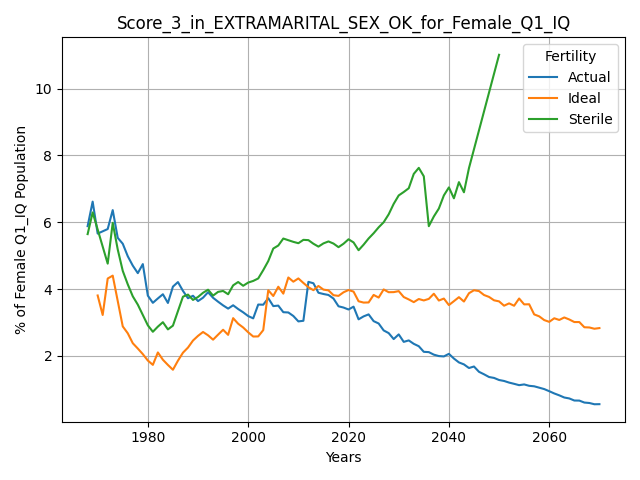 Score_3_in_EXTRAMARITAL_SEX_OK_for_Female_Q1_IQ
Fertility
Actual
Ideal
Sterile
% of Female Q1_IQ Population
10
8
6
4
2
1980
2000
2020
2040
2060
Years